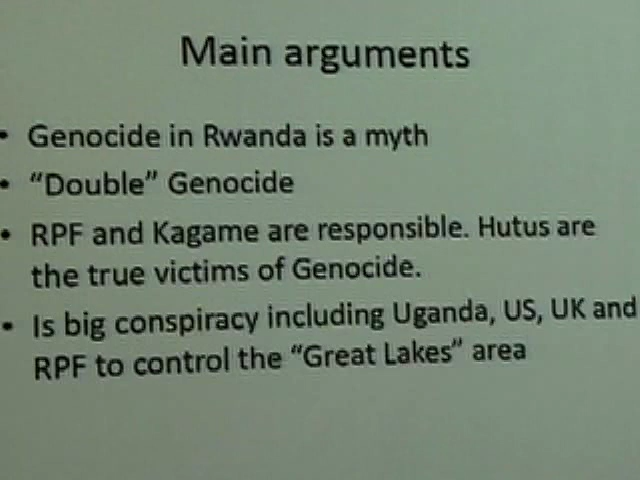 Main arguments
• Genocide in Rwanda is a myth
• “Double” Genocide
• RPF and Kagame are responsible. Hutus are
the true victims of Genocide.
• Is big conspiracy including Uganda, US, UK and
RPF to control the “Great Lakes” area